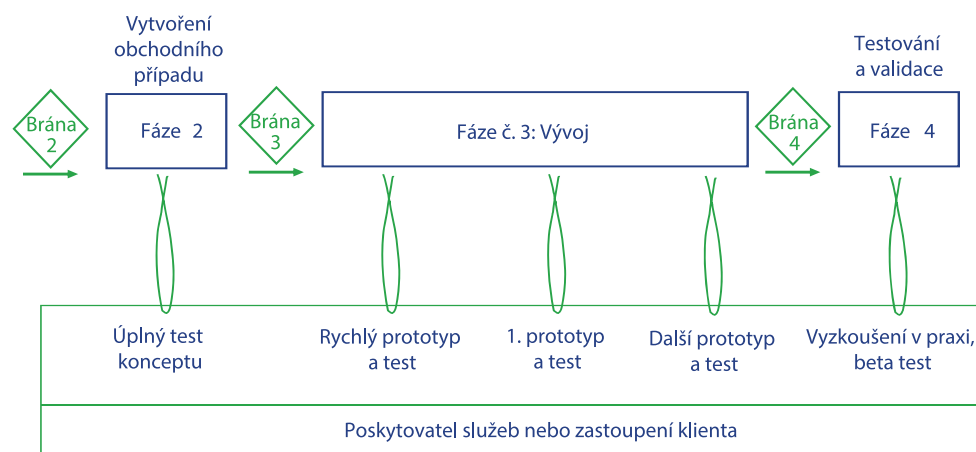 Vytvoření
obchodního
případu
Testování
a validace
Brána
2
Fáze 2
Brána
3
Fáze č. 3: Vývoj
Brána
4
Fáze 4
Úplný test
konceptu
Rychlý prototyp
a test
1. prototyp
a test
Další prototyp
a test
Vyzkoušení v praxi,
beta test
Poskytovatel služeb nebo zastoupení klienta